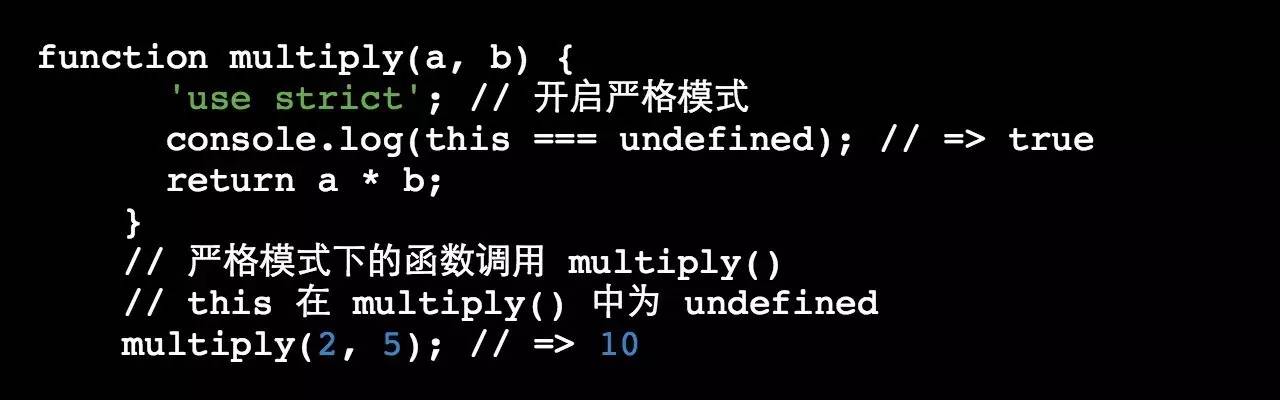 function multiply(a, b) {
'use strict'; // 开启严格模式
console.log(this === undefined); // => true
return a * b;
}
// 严格模式下的函数调用 multiply()
// this 在 multiply() 中为 undefined
multiply(2, 5); // => 10